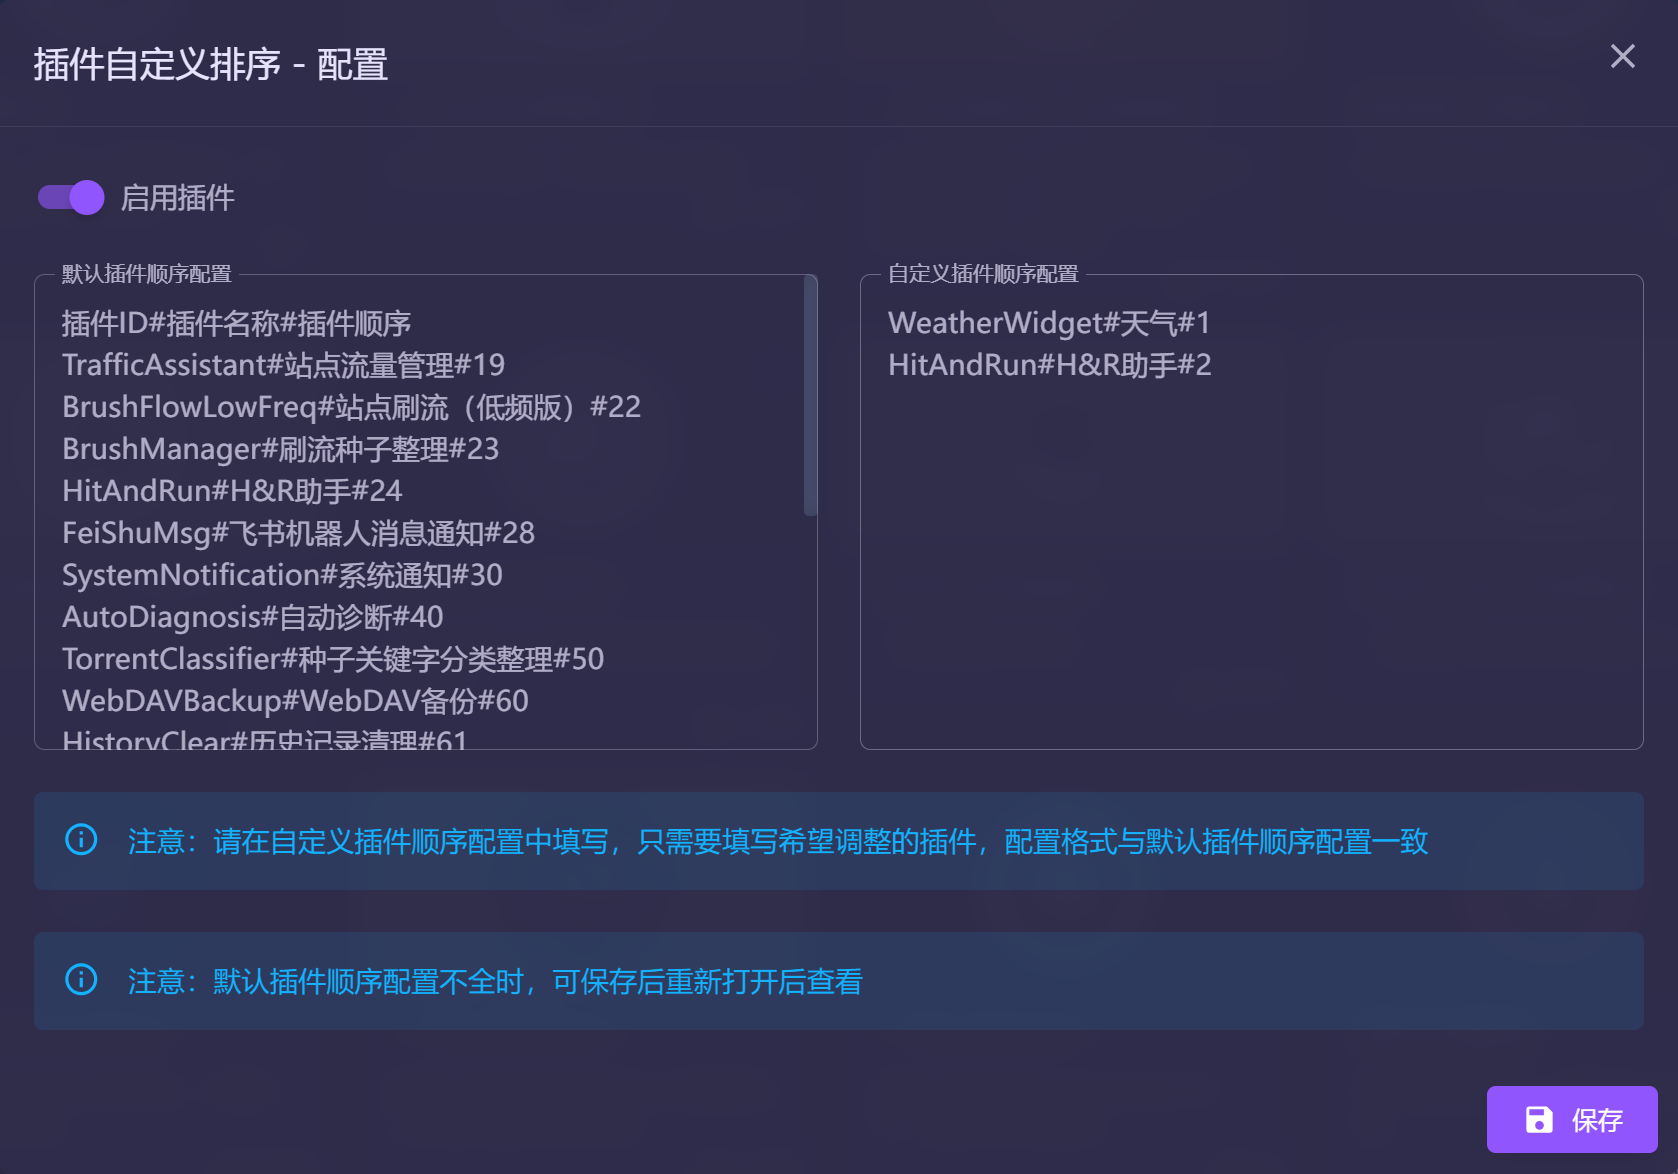 插件自定义排序 - 配置
启用插件
默认插件顺序配置
插件ID#插件名称#插件顺序
TrafficAssistant#站点流量管理#19
BrushFlowLowFreq#站点刷流（低频版）#22
BrushManager#刷流种子整理#23
HitAndRun#H&R助手#24
FeiShuMsg#飞书机器人消息通知#28
SystemNotification#系统通知#30
AutoDiagnosis#自动诊断#40
TorrentClassifier#种子关键字分类整理#50
WebDAVBackup#WebDAV备份#60
HistoryClear#历史记录清理#61
自定义插件顺序配置
WeatherWidget#天气#1
HitAndRun#H&R助手#2
注意：请在自定义插件顺序配置中填写，只需要填写希望调整的插件，配置格式与默认插件顺序配置一致
注意：默认插件顺序配置不全时，可保存后重新打开后查看
保存